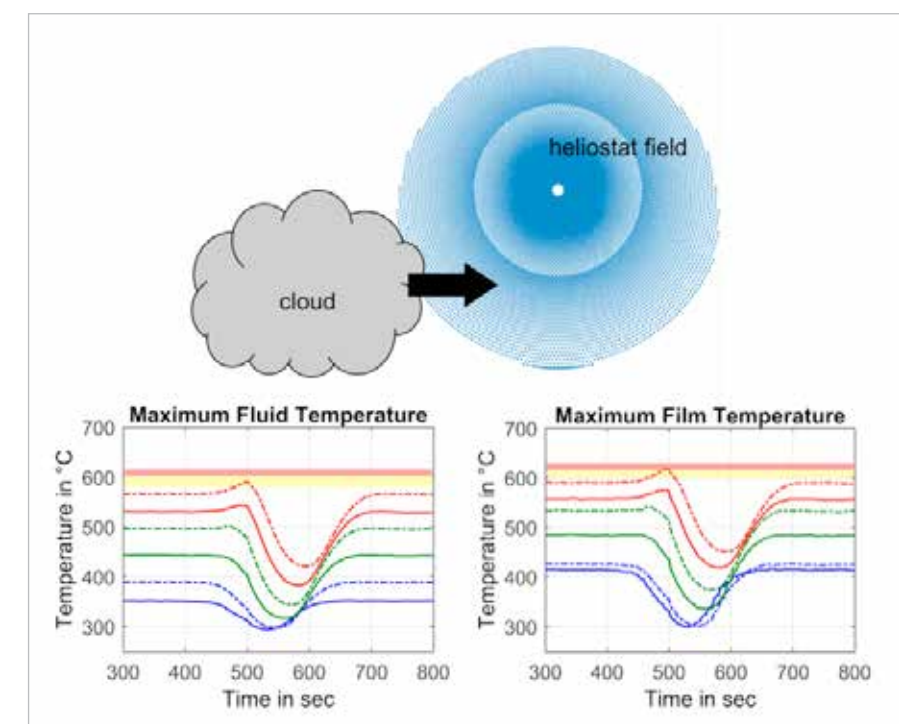 heliostat field
cloud
Maximum Fluid Temperature
700
600
500
400
300
Temperature in °C
300 400 500 600 700 800
Time in sec
Maximum Film Temperature
700
600
500
400
300
Temperature in °C
300 400 500 600 700 800
Time in sec